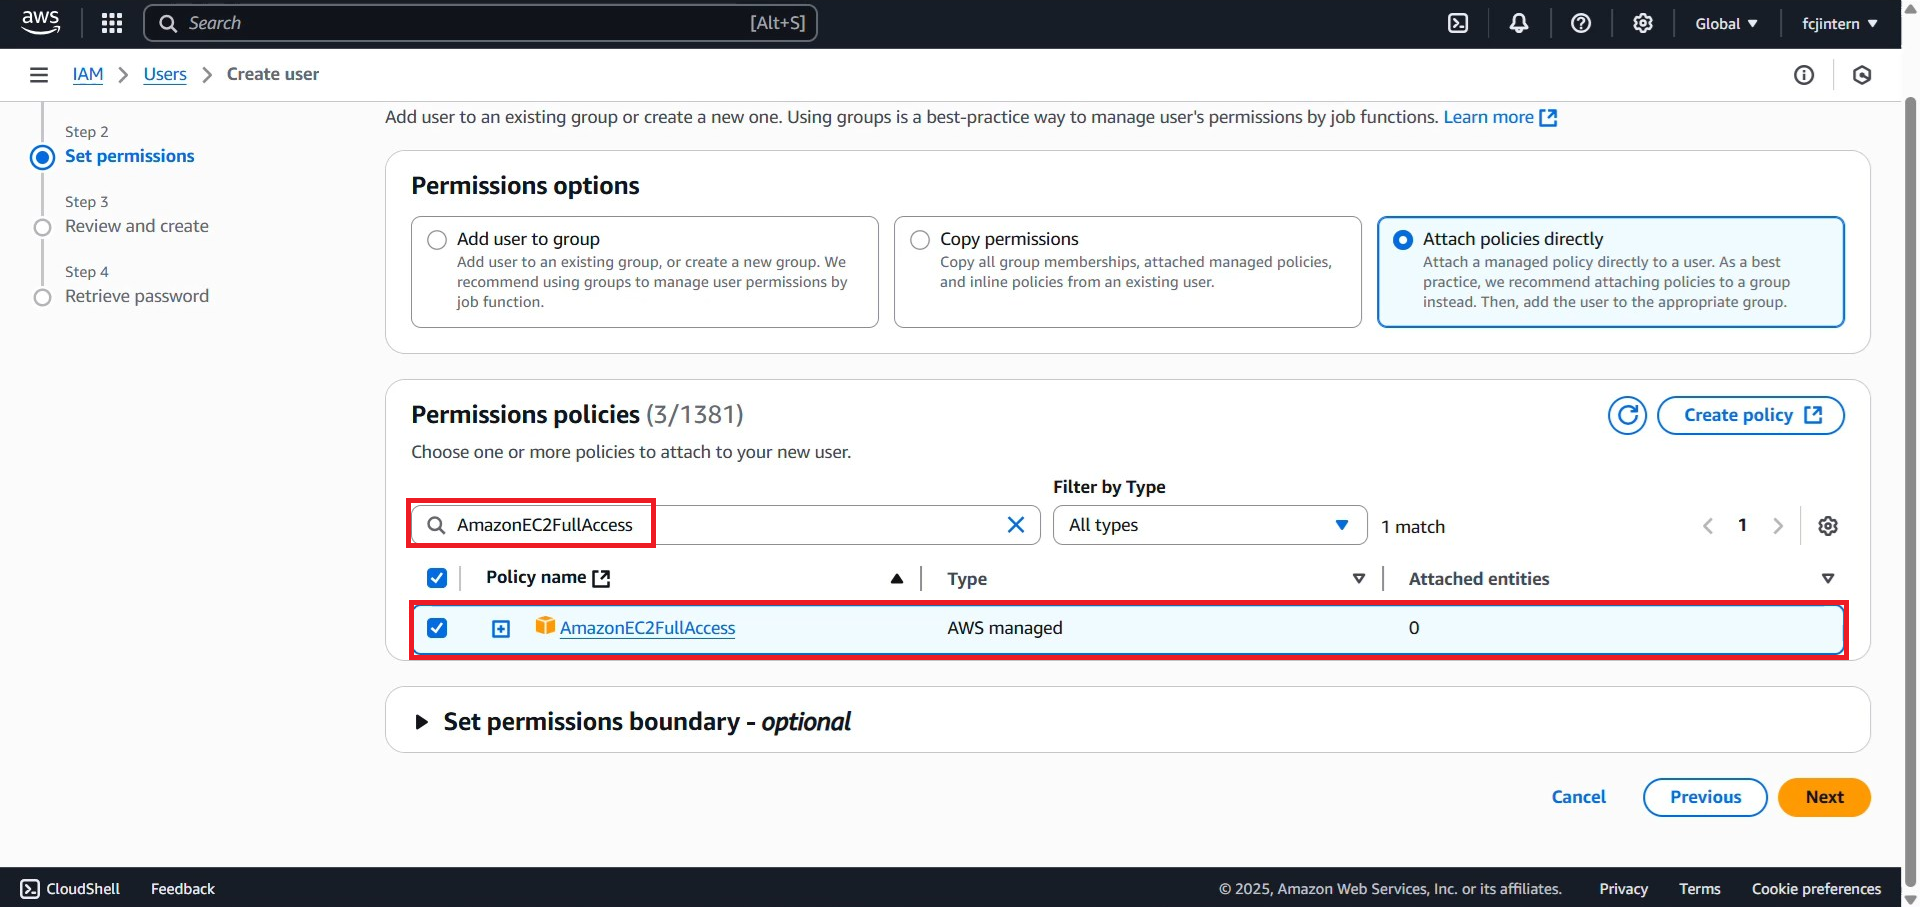 aws
Search [Alt+S] Global fcjintern
IAM Users Create user
Step 2
Set permissions
Step 3
Review and create
Step 4
Retrieve password
Add user to an existing group or create a new one. Using groups is a best-practice way to manage user's permissions by job functions. Learn more
Permissions options
Add user to group
Add user to an existing group, or create a new group. We
recommend using groups to manage user permissions by
job function.
Copy permissions
Copy all group memberships, attached managed policies,
and inline policies from an existing user.
Attach policies directly
Attach a managed policy directly to a user. As a best
practice, we recommend attaching policies to a group
instead. Then, add the user to the appropriate group.
Permissions policies (3/1381)
Create policy
Choose one or more policies to attach to your new user.
Filter by Type
AmazonEC2FullAccess All types 1 match 1
Policy name Type Attached entities
AmazonEC2FullAccess AWS managed 0
Set permissions boundary - optional
Cancel Previous Next
CloudShell Feedback © 2025, Amazon Web Services, Inc. or its affiliates. Privacy Terms Cookie preferences